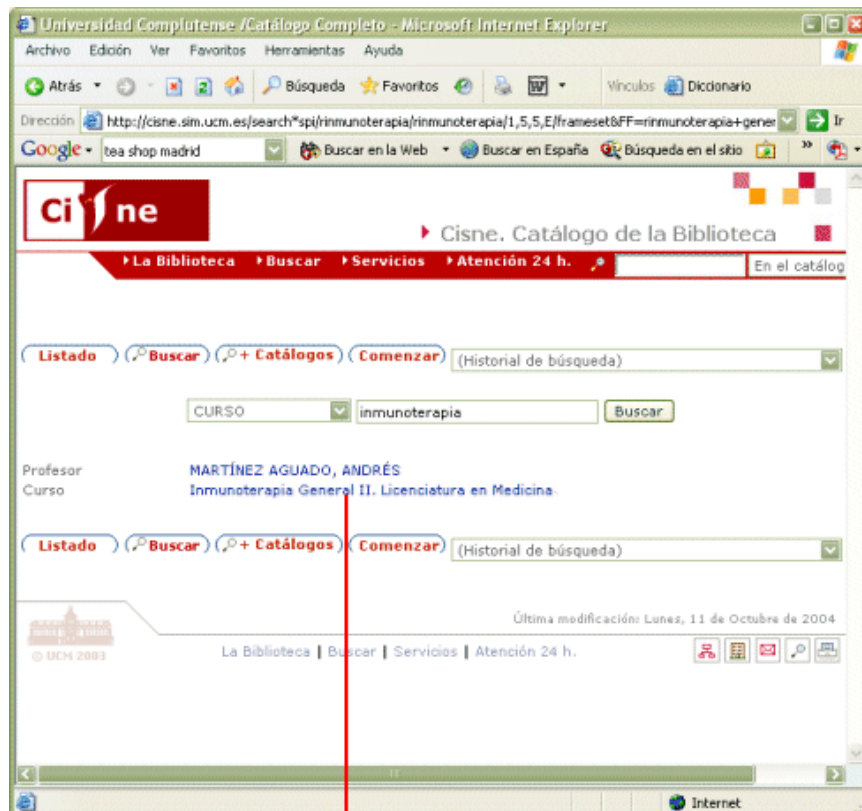 Universidad Complutense /Catálogo Completo - Microsoft Internet Explorer
Archivo Edición Ver Favoritos Herramientas Ayuda
Atrás Búsqueda Favoritos Vínculos Diccionario
Dirección http://cisne.sim.ucm.es/search*spi/rinmunoterapia/rinmunoterapia/1,5,5,E/frameset&FF=rinmunoterapia+gener Ir
Google tea shop madrid Buscar en la Web Buscar en España Búsqueda en el sitio »
Cisne
Cisne. Catálogo de la Biblioteca
La Biblioteca Buscar Servicios Atención 24 h. En el catálog
Listado Buscar + Catálogos Comenzar (Historial de búsqueda)
CURSO inmunoterapia Buscar
Profesor MARTÍNEZ AGUADO, ANDRÉS
Curso Inmunoterapia General II. Licenciatura en Medicina
Listado Buscar + Catálogos Comenzar (Historial de búsqueda)
Última modificación: Lunes, 11 de Octubre de 2004
© UCM 2003 La Biblioteca | Buscar | Servicios | Atención 24 h.
Internet